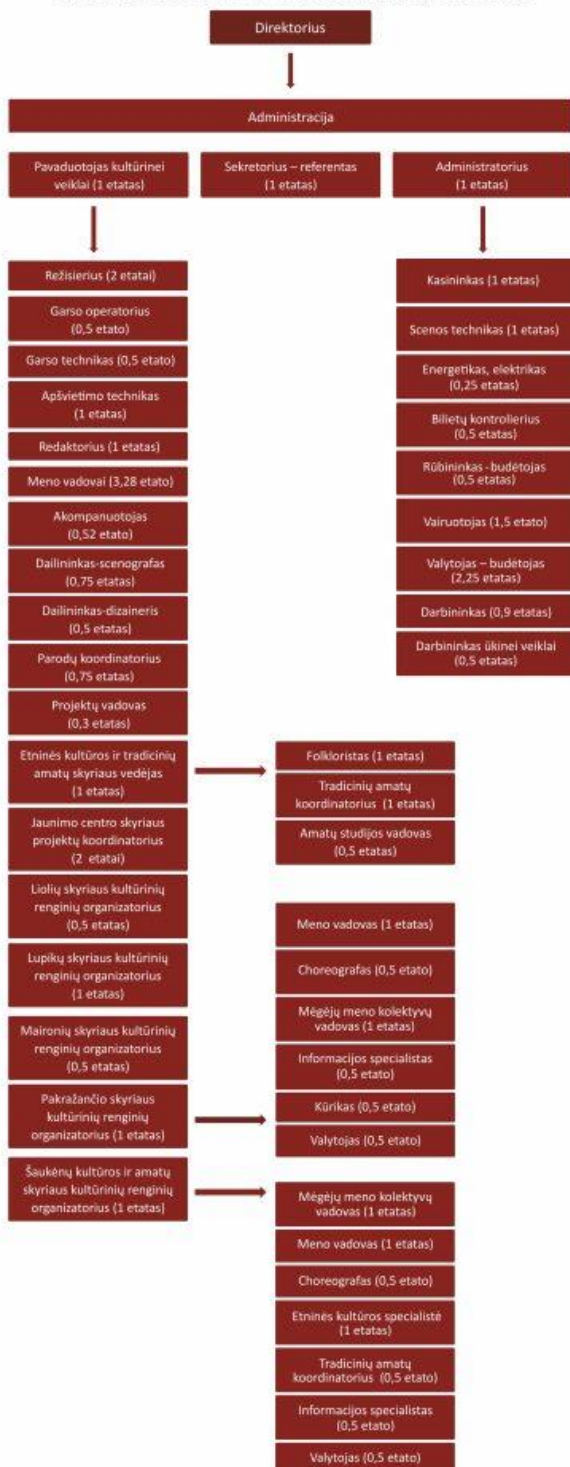 Direktorius
Administracija
Pavaduotojas kultūrinei
veiklai (1 etatas)
Sekretorius – referentas
(1 etatas)
Administratorius
(1 etatas)
Režisierius (2 etatai)
Garso operatorius
(0,5 etato)
Garso technikas (0,5 etato)
Apšvietimo technikas
(1 etatas)
Redaktorius (1 etatas)
Meno vadovai (3,28 etato)
Akompanuotojas
(0,52 etato)
Dailininkas-scenografas
(0,75 etatas)
Dailininkas-dizaineris
(0,5 etatas)
Parodų koordinatorius
(0,75 etatas)
Projektų vadovas
(0,3 etatas)
Etninės kultūros ir tradicinių
amatų skyriaus vedėjas
(1 etatas)
Jaunimo centro skyriaus
projektų koordinatorius
(2 etatai)
Liolių skyriaus kultūrinių
renginių organizatorius
(0,5 etatas)
Lupikų skyriaus kultūrinių
renginių organizatorius
(1 etatas)
Maironių skyriaus kultūrinių
renginių organizatorius
(0,5 etatas)
Pakražančio skyriaus
kultūrinių renginių
organizatorius (1 etatas)
Šaukėnų kultūros ir amatų
skyriaus kultūrinių renginių
organizatorius (1 etatas)
Kasininkas (1 etatas)
Scenos technikas (1 etatas)
Energetikas, elektrikas
(0,25 etatas)
Bilietų kontrolierius
(0,5 etatas)
Rūbininkas - budėtojas
(0,5 etatas)
Vairuotojas (1,5 etato)
Valytojas – budėtojas
(2,25 etatas)
Darbininkas (0,9 etatas)
Darbininkas ūkinei veiklai
(0,5 etatas)
Folkloristas (1 etatas)
Tradicinių amatų
koordinatorius (1 etatas)
Amatų studijos vadovas
(0,5 etatas)
Meno vadovas (1 etatas)
Choreografas (0,5 etato)
Mėgėjų meno kolektyvų
vadovas (1 etatas)
Informacijos specialistas
(0,5 etato)
Kūrikas (0,5 etato)
Valytojas (0,5 etato)
Mėgėjų meno kolektyvų
vadovas (1 etatas)
Meno vadovas (1 etatas)
Choreografas (0,5 etato)
Etninės kultūros specialistė
(1 etatas)
Tradicinių amatų
koordinatorius (0,5 etato)
Informacijos specialistas
(0,5 etato)
Valytojas (0,5 etato)